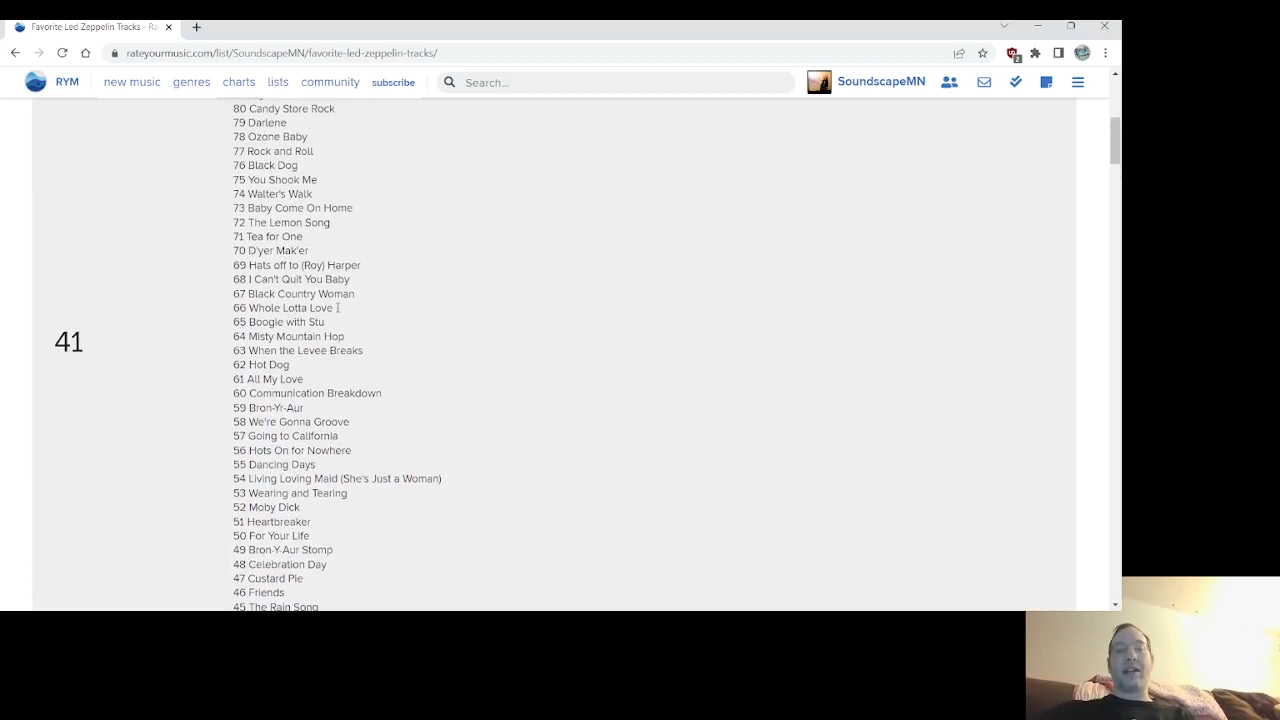 Favorite Led Zeppelin Tracks - Ra
rateyourmusic.com/list/SoundscapeMN/favorite-led-zeppelin-tracks/
2
RYM new music genres charts lists community subscribe Search... SoundscapeMN
80 Candy Store Rock
79 Darlene
78 Ozone Baby
77 Rock and Roll
76 Black Dog
75 You Shook Me
74 Walter's Walk
73 Baby Come On Home
72 The Lemon Song
71 Tea for One
70 D'yer Mak'er
69 Hats off to (Roy) Harper
68 I Can't Quit You Baby
67 Black Country Woman
66 Whole Lotta Love
65 Boogie with Stu
64 Misty Mountain Hop
41
63 When the Levee Breaks
62 Hot Dog
61 All My Love
60 Communication Breakdown
59 Bron-Yr-Aur
58 We're Gonna Groove
57 Going to California
56 Hots On for Nowhere
55 Dancing Days
54 Living Loving Maid (She's Just a Woman)
53 Wearing and Tearing
52 Moby Dick
51 Heartbreaker
50 For Your Life
49 Bron-Y-Aur Stomp
48 Celebration Day
47 Custard Pie
46 Friends
45 The Rain Song